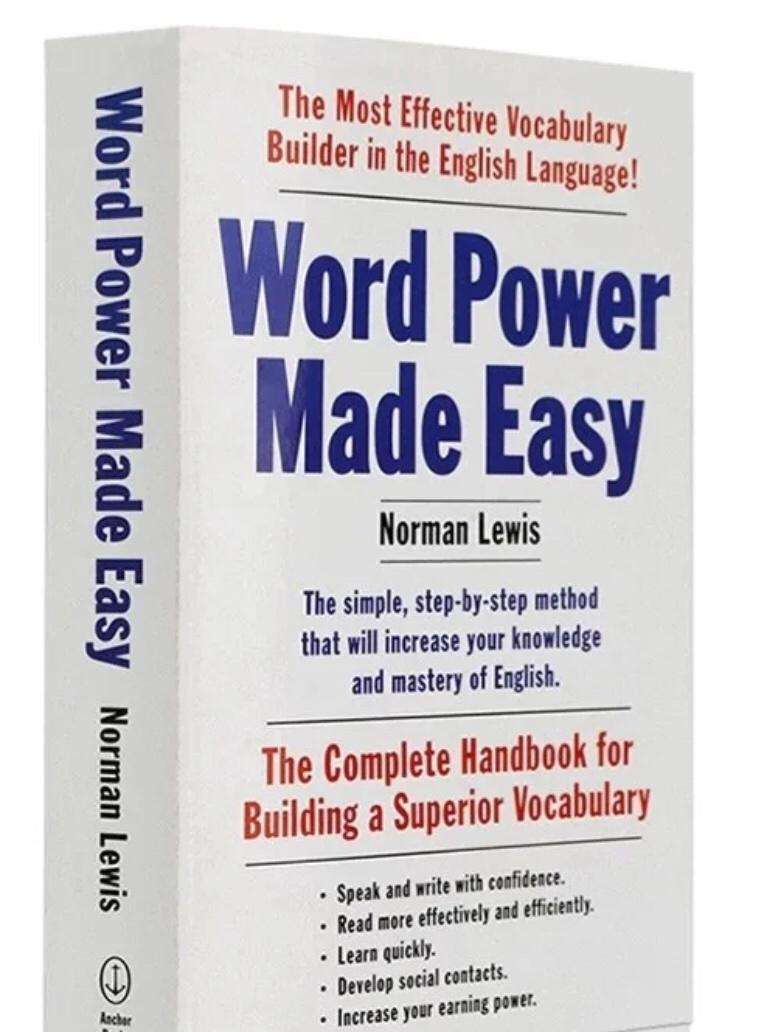 Word Power Made Easy Norman Lewis
Anchor
The Most Effective Vocabulary
Builder in the English Language!
Word Power
Made Easy
Norman Lewis
The simple, step-by-step method
that will increase your knowledge
and mastery of English.
The Complete Handbook for
Building a Superior Vocabulary
• Speak and write with confidence.
• Read more effectively and efficiently.
• Learn quickly.
• Develop social contacts.
• Increase your earning power.